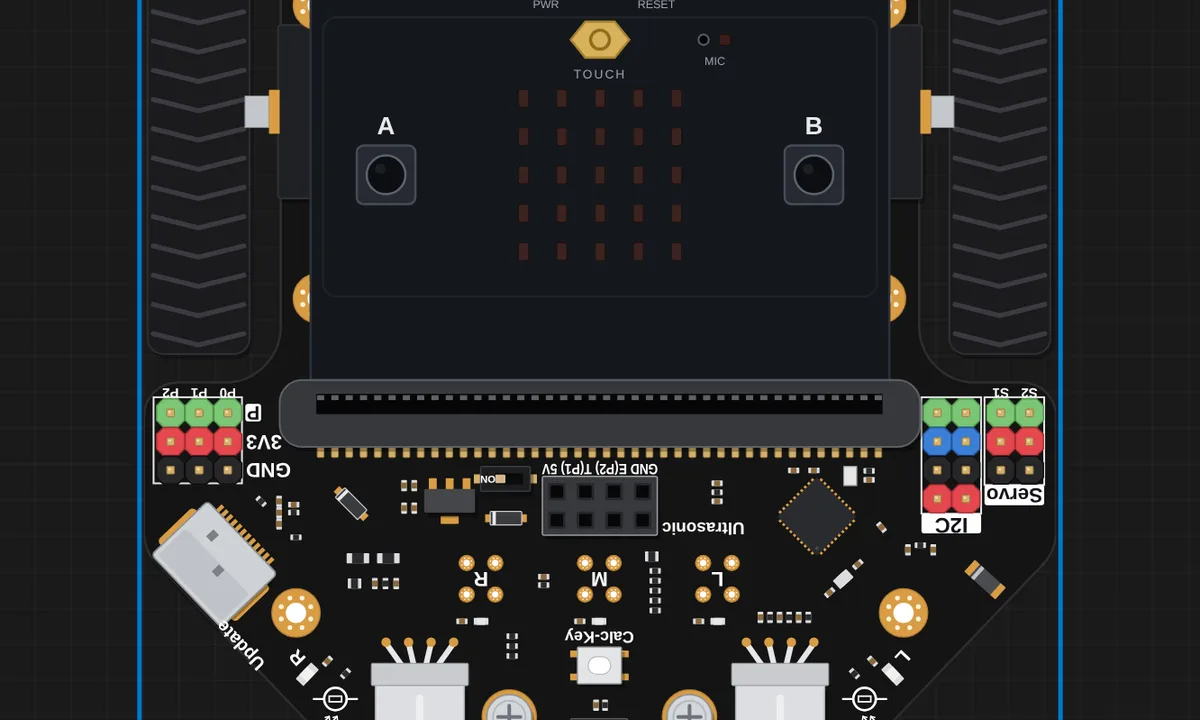 PWR RESET
MIC
TOUCH
A B
P2 P1 P0
P
3V3
GND
S1 S2
Servo
I2C
NO
GND E(P2) T(P1) 5V
Ultrasonic
R M L
Calc-Key
Update
R
L